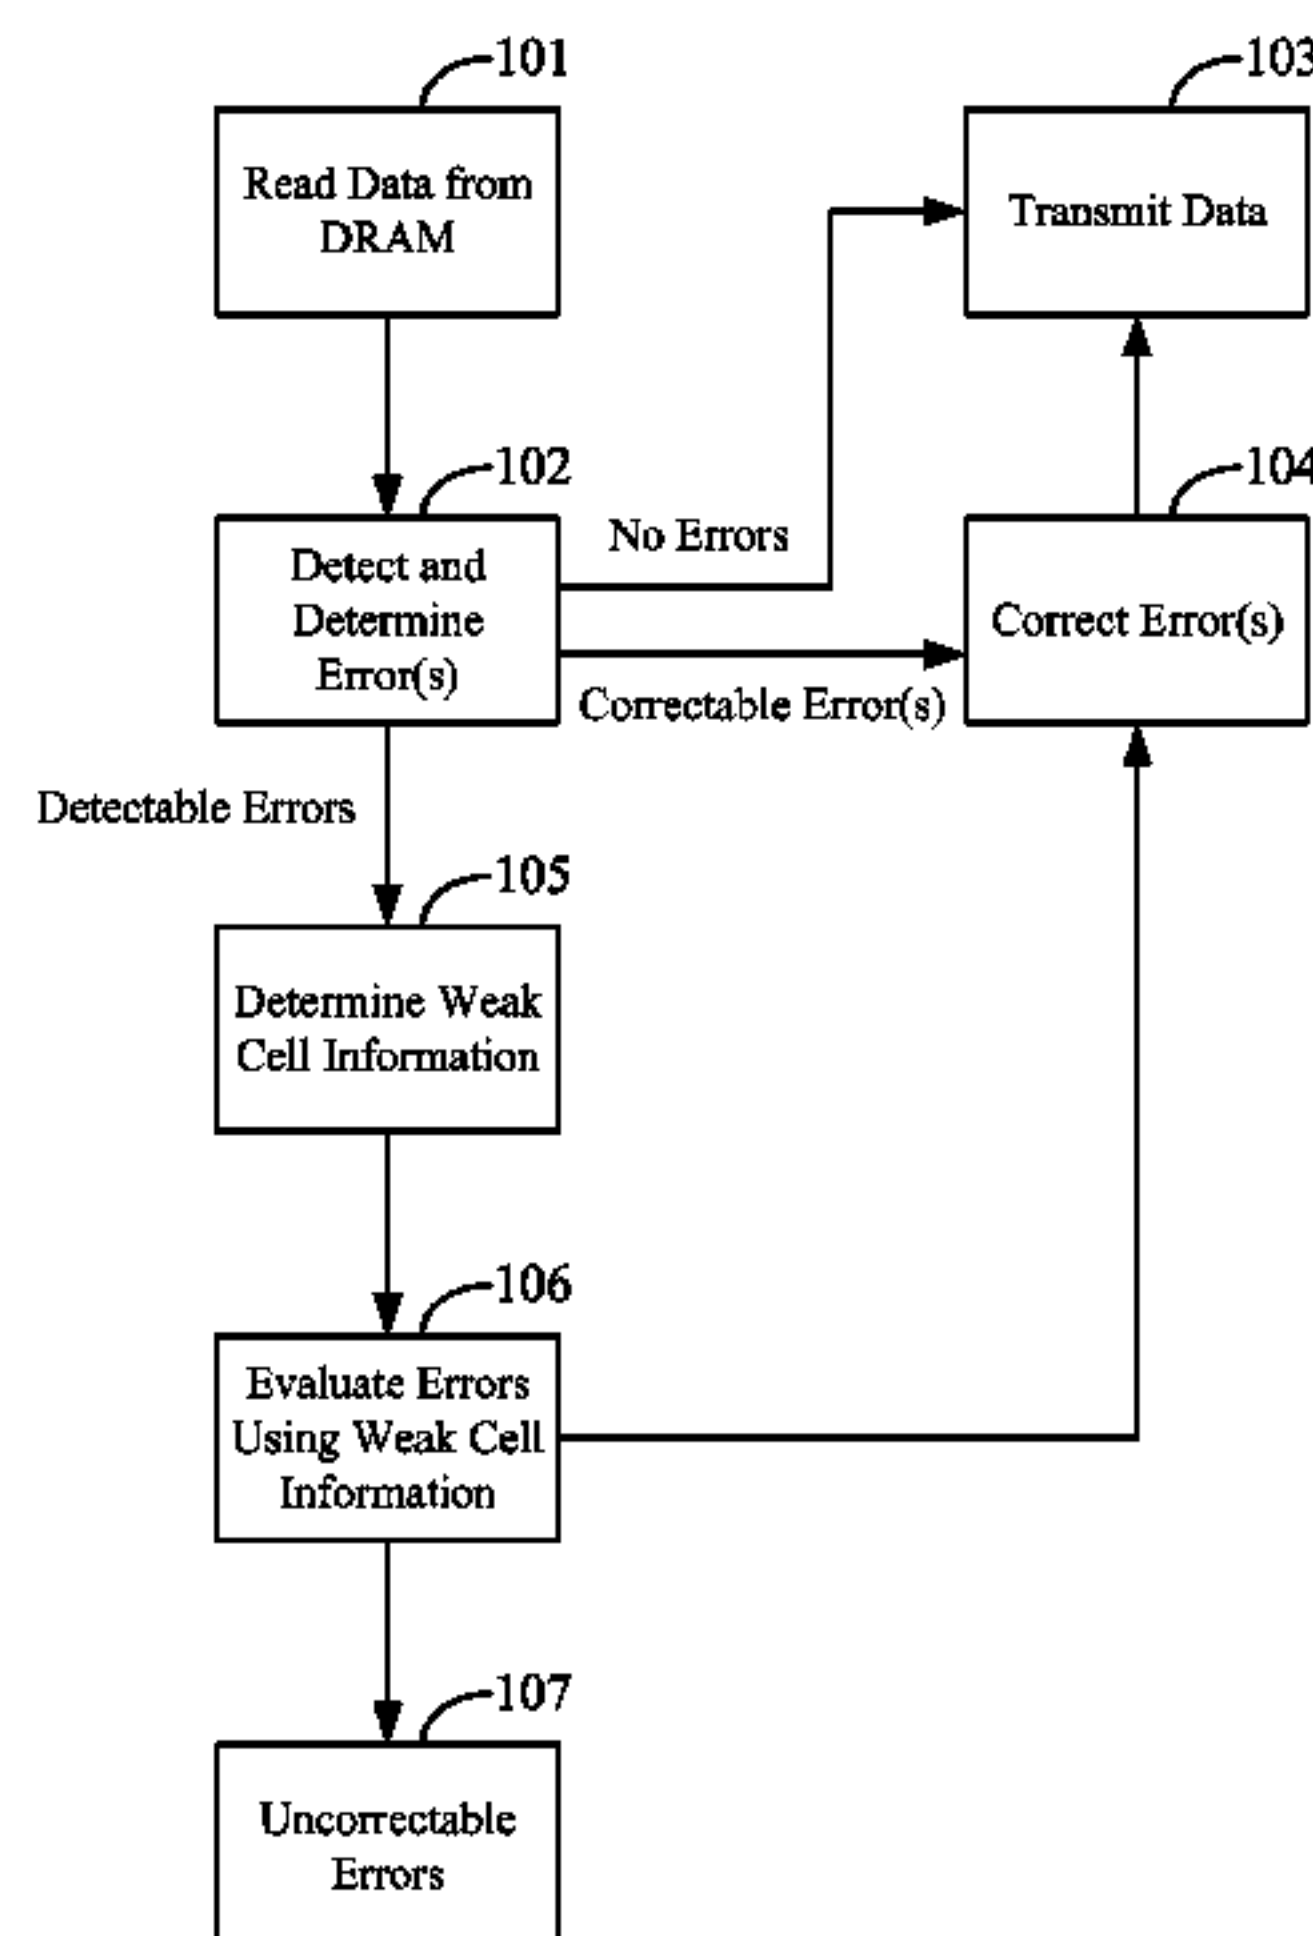 101
Read Data from
DRAM
103
Transmit Data
102
Detect and
Determine
Error(s)
No Errors
Correctable Error(s)
104
Correct Error(s)
Detectable Errors
105
Determine Weak
Cell Information
106
Evaluate Errors
Using Weak Cell
Information
107
Uncorrectable
Errors